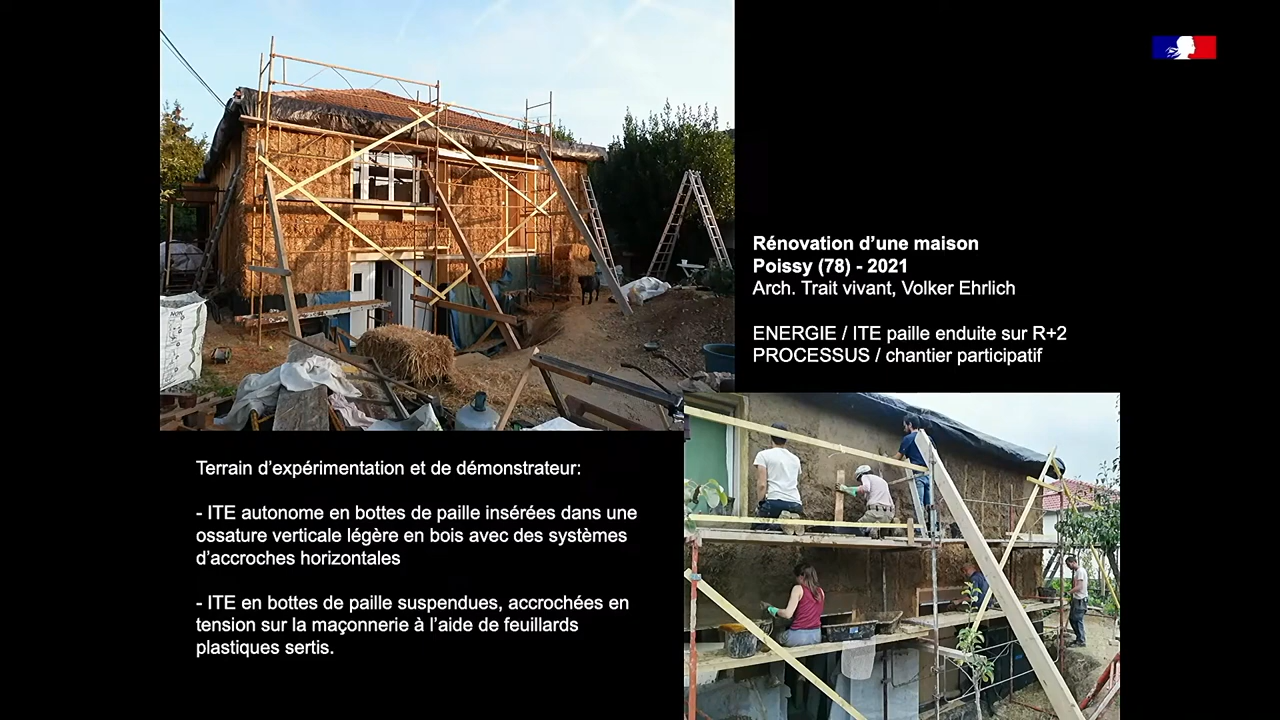 Rénovation d’une maison
Poissy (78) - 2021
Arch. Trait vivant, Volker Ehrlich
ENERGIE / ITE paille enduite sur R+2
PROCESSUS / chantier participatif
Terrain d’expérimentation et de démonstrateur:
- ITE autonome en bottes de paille insérées dans une
ossature verticale légère en bois avec des systèmes
d’accroches horizontales
- ITE en bottes de paille suspendues, accrochées en
tension sur la maçonnerie à l’aide de feuillards
plastiques sertis.